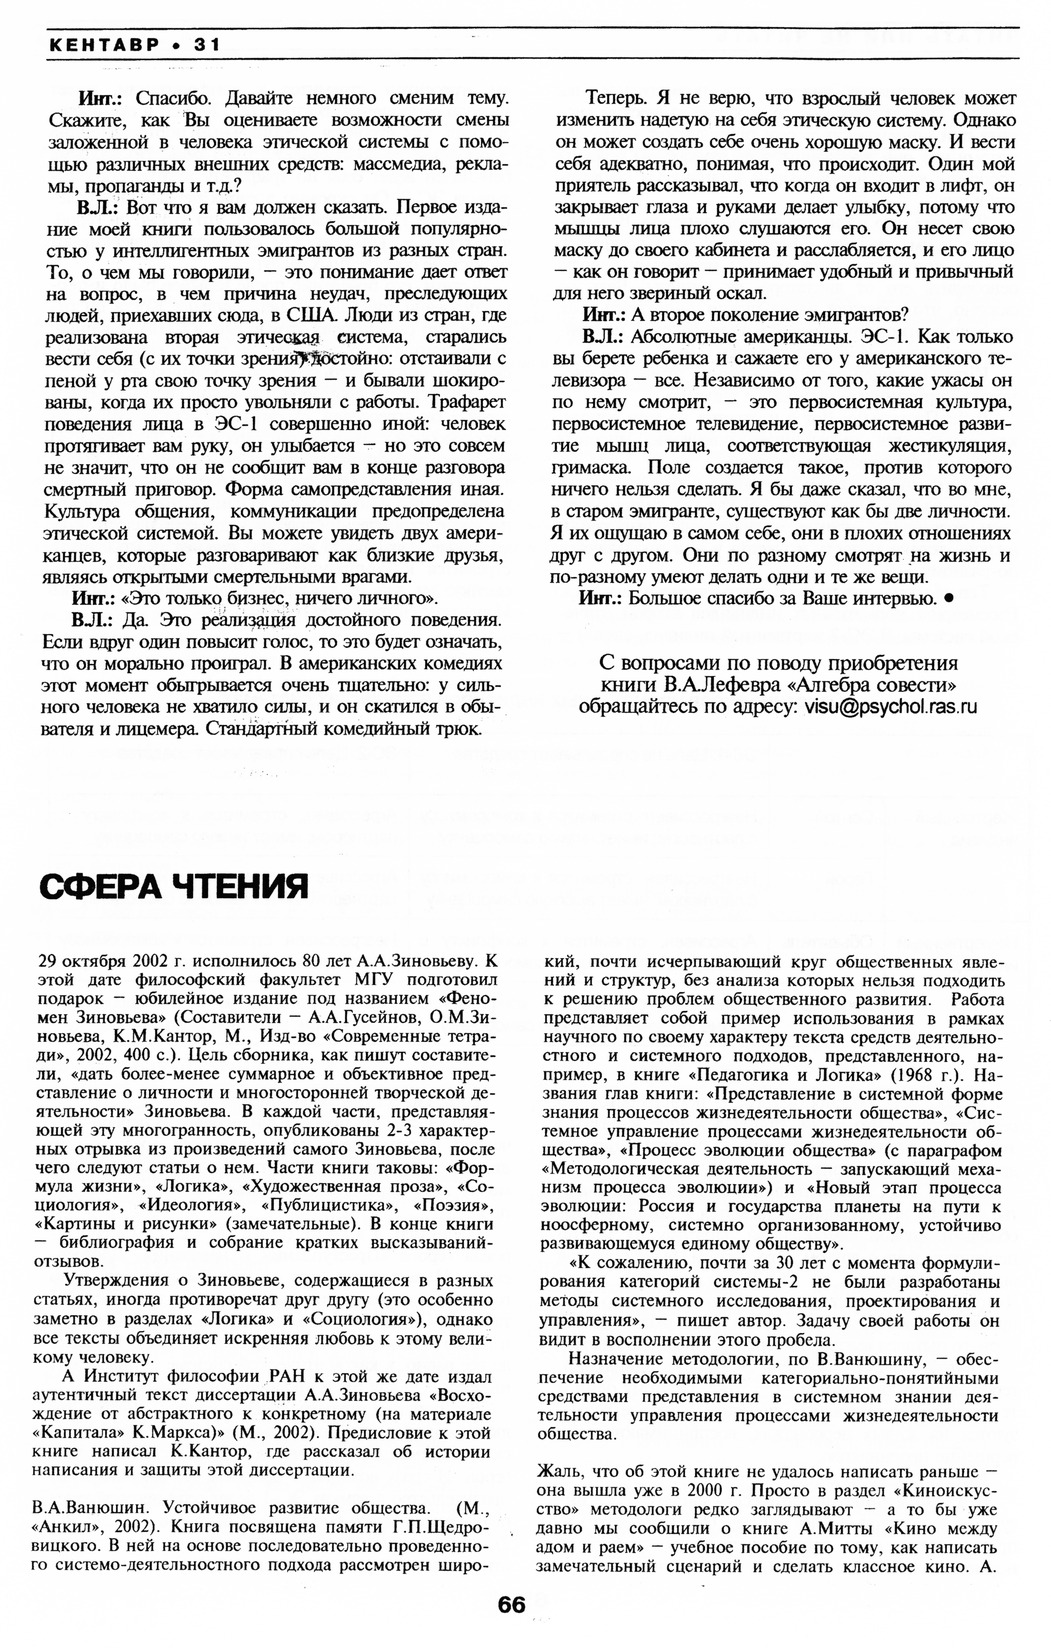 КЕНТАВР • 31
Инт.: Спасибо. Давайте немного сменим тему.
Скажите, как Вы оцениваете возможности смены
заложенной в человека этической системы с помо-
щью различных внешних средств: массмедиа, рекла-
мы, пропаганды и т.д.?
В.Л.: Вот что я вам должен сказать. Первое изда-
ние моей книги пользовалось большой популярно-
стью у интеллигентных эмигрантов из разных стран.
То, о чем мы говорили, — это понимание дает ответ
на вопрос, в чем причина неудач, преследующих
людей, приехавших сюда, в США. Люди из стран, где
реализована вторая этическая система, старались
вести себя (с их точки зрения) достойно: отстаивали с
пеной у рта свою точку зрения — и бывали шокиро-
ваны, когда их просто увольняли с работы. Трафарет
поведения лица в ЭС-1 совершенно иной: человек
протягивает вам руку, он улыбается — но это совсем
не значит, что он не сообщит вам в конце разговора
смертный приговор. Форма самопредставления иная.
Культура общения, коммуникации предопределена
этической системой. Вы можете увидеть двух амери-
канцев, которые разговаривают как близкие друзья,
являясь открытыми смертельными врагами.
Инт.: «Это только бизнес, ничего личного».
В.Л.: Да. Это реализация достойного поведения.
Если вдруг один повысит голос, то это будет означать,
что он морально проиграл. В американских комедиях
этот момент обыгрывается очень тщательно: у силь-
ного человека не хватило силы, и он скатился в обы-
вателя и лицемера. Стандартный комедийный трюк.
Теперь. Я не верю, что взрослый человек может
изменить надетую на себя этическую систему. Однако
он может создать себе очень хорошую маску. И вести
себя адекватно, понимая, что происходит. Один мой
приятель рассказывал, что когда он входит в лифт, он
закрывает глаза и руками делает улыбку, потому что
мышцы лица плохо слушаются его. Он несет свою
маску до своего кабинета и расслабляется, и его лицо
— как он говорит — принимает удобный и привычный
для него звериный оскал.
Инт.: А второе поколение эмигрантов?
В.Л.: Абсолютные американцы. ЭС-1. Как только
вы берете ребенка и сажаете его у американского те-
левизора — все. Независимо от того, какие ужасы он
по нему смотрит, — это первосистемная культура,
первосистемное телевидение, первосистемное разви-
тие мышц лица, соответствующая жестикуляция,
гримаска. Поле создается такое, против которого
ничего нельзя сделать. Я бы даже сказал, что во мне,
в старом эмигранте, существуют как бы две личности.
Я их ощущаю в самом себе, они в плохих отношениях
друг с другом. Они по разному смотрят на жизнь и
по-разному умеют делать одни и те же вещи.
Инт.: Большое спасибо за Ваше интервью. ●
С вопросами по поводу приобретения
книги В.А.Лефевра «Алгебра совести»
обращайтесь по адресу: visu@psychol.ras.ru
СФЕРА ЧТЕНИЯ
29 октября 2002 г. исполнилось 80 лет А.А.Зиновьеву. К
этой дате философский факультет МГУ подготовил
подарок — юбилейное издание под названием «Фено-
мен Зиновьева» (Составители — А.А.Гусейнов, О.М.Зи-
новьева, К.М.Кантор, М., Изд-во «Современные тетра-
ди», 2002, 400 с.). Цель сборника, как пишут составите-
ли, «дать более-менее суммарное и объективное пред-
ставление о личности и многосторонней творческой де-
ятельности» Зиновьева. В каждой части, представляя-
ющей эту многогранность, опубликованы 2-3 характер-
ных отрывка из произведений самого Зиновьева, после
чего следуют статьи о нем. Части книги таковы: «Фор-
мула жизни», «Логика», «Художественная проза», «Со-
циология», «Идеология», «Публицистика», «Поэзия»,
«Картины и рисунки» (замечательные). В конце книги
— библиография и собрание кратких высказываний-
отзывов.
Утверждения о Зиновьеве, содержащиеся в разных
статьях, иногда противоречат друг другу (это особенно
заметно в разделах «Логика» и «Социология»), однако
все тексты объединяет искренняя любовь к этому вели-
кому человеку.
А Институт философии РАН к этой же дате издал
аутентичный текст диссертации А.А.Зиновьева «Восхо-
ждение от абстрактного к конкретному (на материале
«Капитала» К.Маркса)» (М., 2002). Предисловие к этой
книге написал К.Кантор, где рассказал об истории
написания и защиты этой диссертации.
В.А.Ванюшин. Устойчивое развитие общества. (М.,
«Анкил», 2002). Книга посвящена памяти Г.П.Щедро-
вицкого. В ней на основе последовательно проведенно-
го системо-деятельностного подхода рассмотрен широ-
кий, почти исчерпывающий круг общественных явле-
ний и структур, без анализа которых нельзя подходить
к решению проблем общественного развития. Работа
представляет собой пример использования в рамках
научного по своему характеру текста средств деятельно-
стного и системного подходов, представленного, на-
пример, в книге «Педагогика и Логика» (1968 г.). На-
звания глав книги: «Представление в системной форме
знания процессов жизнедеятельности общества», «Сис-
темное управление процессами жизнедеятельности об-
щества», «Процесс эволюции общества» (с параграфом
«Методологическая деятельность — запускающий меха-
низм процесса эволюции») и «Новый этап процесса
эволюции: Россия и государства планеты на пути к
ноосферному, системно организованному, устойчиво
развивающемуся единому обществу».
«К сожалению, почти за 30 лет с момента формули-
рования категорий системы-2 не были разработаны
методы системного исследования, проектирования и
управления», — пишет автор. Задачу своей работы он
видит в восполнении этого пробела.
Назначение методологии, по В.Ванюшину, — обес-
печение необходимыми категориально-понятийными
средствами представления в системном знании дея-
тельности управления процессами жизнедеятельности
общества.
Жаль, что об этой книге не удалось написать раньше —
она вышла уже в 2000 г. Просто в раздел «Киноискус-
ство» методологи редко заглядывают — а то бы уже
давно мы сообщили о книге А.Митты «Кино между
адом и раем» — учебное пособие по тому, как написать
замечательный сценарий и сделать классное кино. А.
66